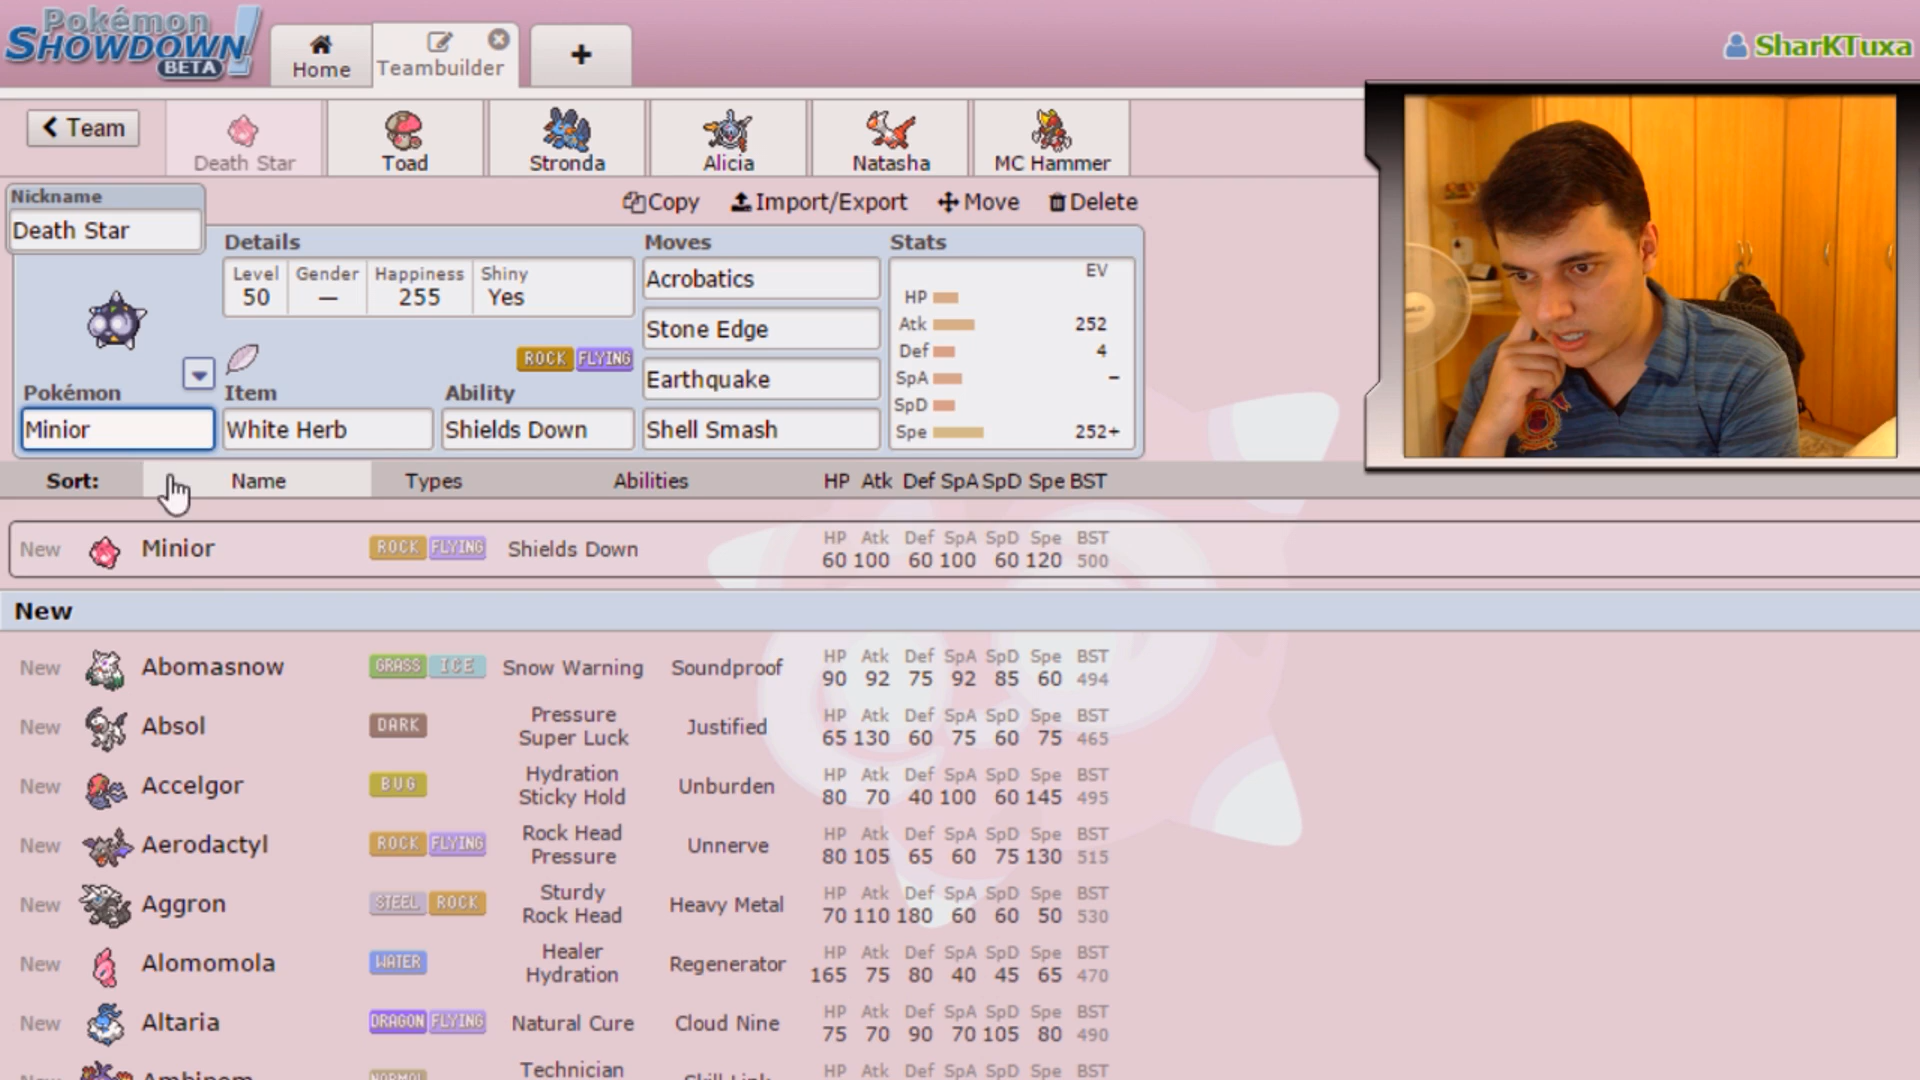 Pokémon
SHOWDOWN!
BETA
Home
Teambuilder
+
SharKTuxa
Team
Death Star
Toad
Stronda
Alicia
Natasha
MC Hammer
Copy Import/Export Move Delete
Nickname
Death Star
Details
Level Gender Happiness Shiny
50 — 255 Yes
ROCK FLYING
Pokémon
Minior
Item
White Herb
Ability
Shields Down
Moves
Acrobatics
Stone Edge
Earthquake
Shell Smash
Stats
EV
HP
Atk 252
Def 4
SpA –
SpD
Spe 252+
Sort: Name Types Abilities HP Atk Def SpA SpD Spe BST
HP Atk Def SpA SpD Spe BST
New Minior ROCK FLYING Shields Down 60 100 60 100 60 120 500
New
HP Atk Def SpA SpD Spe BST
New Abomasnow GRASS ICE Snow Warning Soundproof 90 92 75 92 85 60 494
Pressure HP Atk Def SpA SpD Spe BST
New Absol DARK Super Luck Justified 65 130 60 75 60 75 465
Hydration HP Atk Def SpA SpD Spe BST
New Accelgor BUG Sticky Hold Unburden 80 70 40 100 60 145 495
Rock Head HP Atk Def SpA SpD Spe BST
New Aerodactyl ROCK FLYING Pressure Unnerve 80 105 65 60 75 130 515
Sturdy HP Atk Def SpA SpD Spe BST
New Aggron STEEL ROCK Rock Head Heavy Metal 70 110 180 60 60 50 530
Healer HP Atk Def SpA SpD Spe BST
New Alomomola WATER Hydration Regenerator 165 75 80 40 45 65 470
HP Atk Def SpA SpD Spe BST
New Altaria DRAGON FLYING Natural Cure Cloud Nine 75 70 90 70 105 80 490
Technician HP Atk Def SpA SpD Spe BST